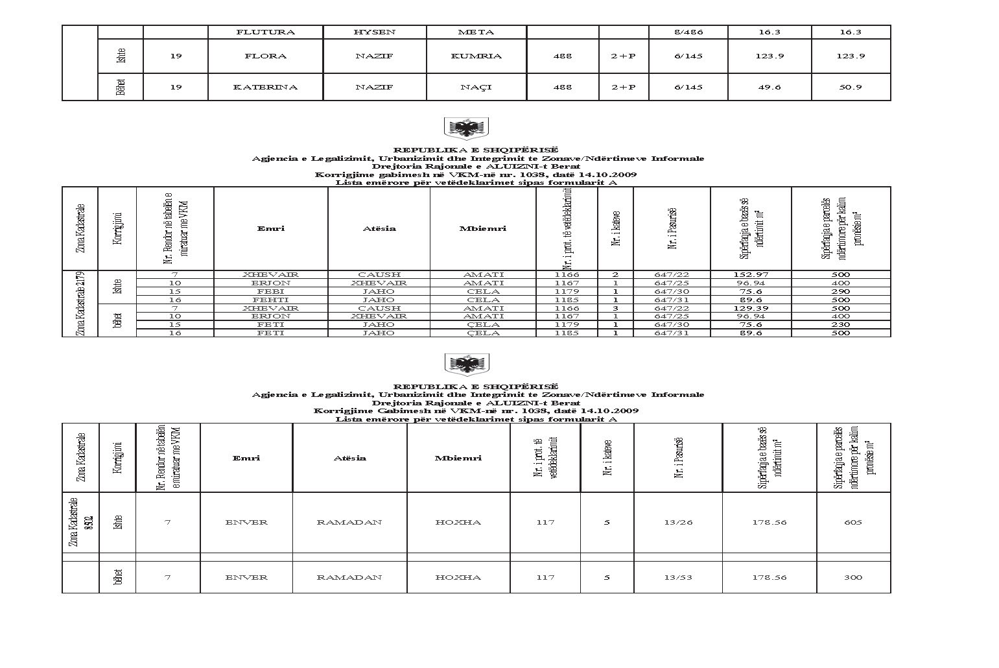 FLUTURA HYSEN META 8/486 16.3 16.3
Ishte 19 FLORA NAZIF KUMRIA 488 2+P 6/145 123.9 123.9
Bëhet 19 KATERINA NAZIF NAÇI 488 2+P 6/145 49.6 50.9
REPUBLIKA E SHQIPËRISË
Agjencia e Legalizimit, Urbanizimit dhe Integrimit te Zonave/Ndërtimeve Informale
Drejtoria Rajonale e ALUIZNI-t Berat
Korrigjime gabimesh në VKM-në nr. 1038, datë 14.10.2009
Lista emërore për vetëdeklarimet sipas formularit A
Zona Kadastrale
Korrigjimi
Nr. Rendor në tabelën e
miratuar me VKM
Emri
Atësia
Mbiemri
Nr. i prot. të vetëdeklarimit
Nr. i kateve
Nr. i Pasurisë
Sipërfaqja e bazës së
ndërtimit m²
Sipërfaqja e parcelës
ndërtimore për kalim
pronësie m²
Zona Kadastrale 2179
Ishte
7 XHEVAIR CAUSH AMATI 1166 2 647/22 152.97 500
10 ERJON XHEVAIR AMATI 1167 1 647/25 96.94 400
15 FEBI JAHO CELA 1179 1 647/30 75.6 290
16 FEHTI JAHO CELA 1185 1 647/31 89.6 500
bëhet
7 XHEVAIR CAUSH AMATI 1166 3 647/22 129.39 500
10 ERJON XHEVAIR AMATI 1167 1 647/25 96.94 400
15 FETI JAHO ÇELA 1179 1 647/30 75.6 230
16 FETI JAHO ÇELA 1185 1 647/31 89.6 500
REPUBLIKA E SHQIPËRISË
Agjencia e Legalizimit, Urbanizimit dhe Integrimit te Zonave/Ndërtimeve Informale
Drejtoria Rajonale e ALUIZNI-t Berat
Korrigjime Gabimesh në VKM-në nr. 1038, datë 14.10.2009
Lista emërore për vetëdeklarimet sipas formularit A
Zona Kadastrale
Korrigjimi
Nr. Rendor në tabelën
e miratuar me VKM
Emri
Atësia
Mbiemri
Nr. i prot. të
vetëdeklarimit
Nr. i kateve
Nr. i Pasurisë
Sipërfaqja e bazës së
ndërtimit m²
Sipërfaqja e parcelës
ndërtimore për kalim
pronësie m²
Zona Kadastrale
8502
Ishte 7 ENVER RAMADAN HOXHA 117 5 13/26 178.56 605
bëhet 7 ENVER RAMADAN HOXHA 117 5 13/53 178.56 300